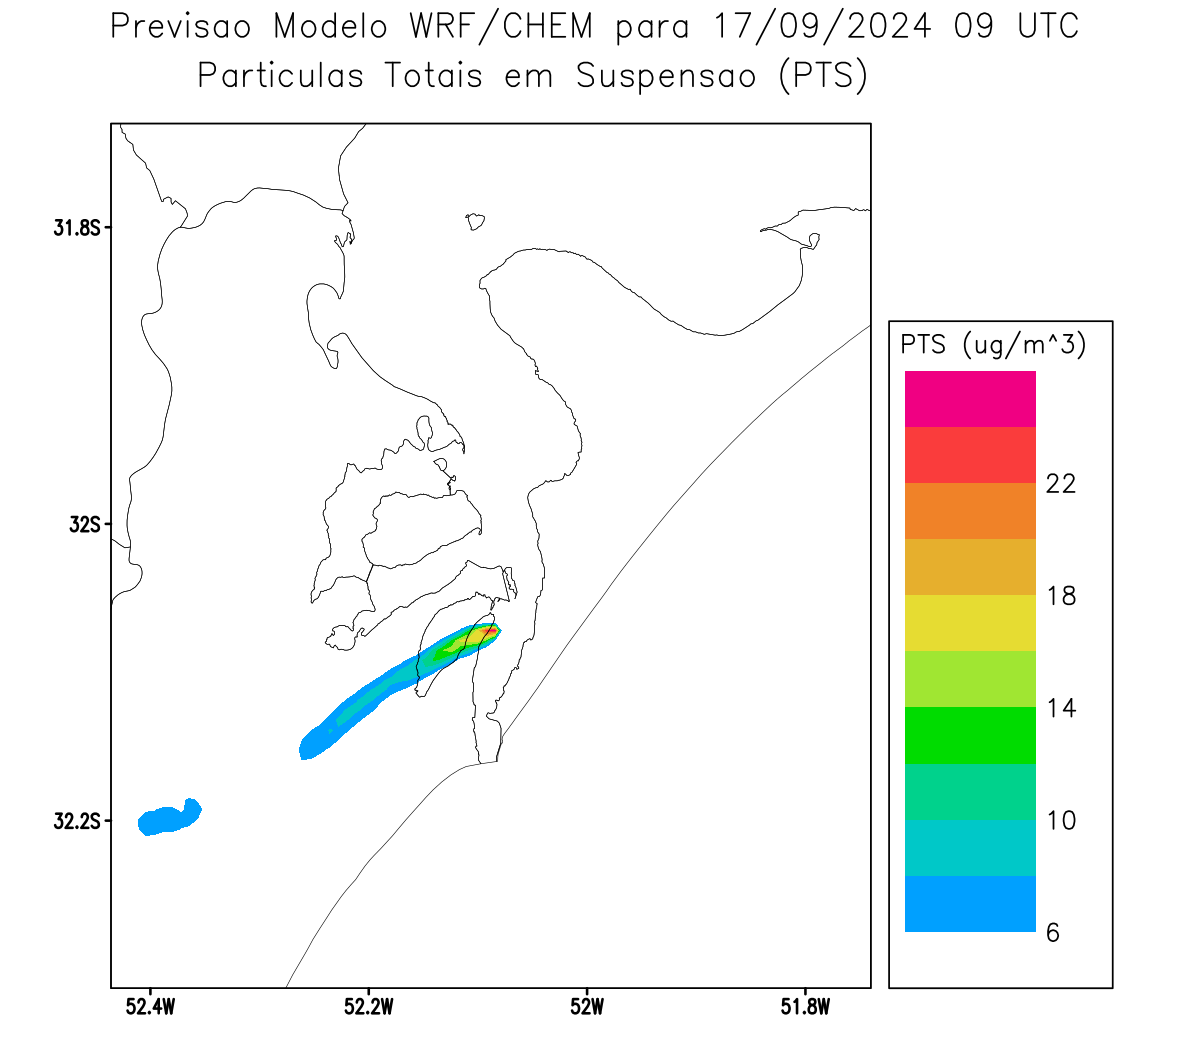 Previsao Modelo WRF/CHEM para 17/09/2024 09 UTC
Particulas Totais em Suspensao (PTS)
31.8S
32S
32.2S
52.4W
52.2W
52W
51.8W
PTS (ug/m^3)
22
18
14
10
6